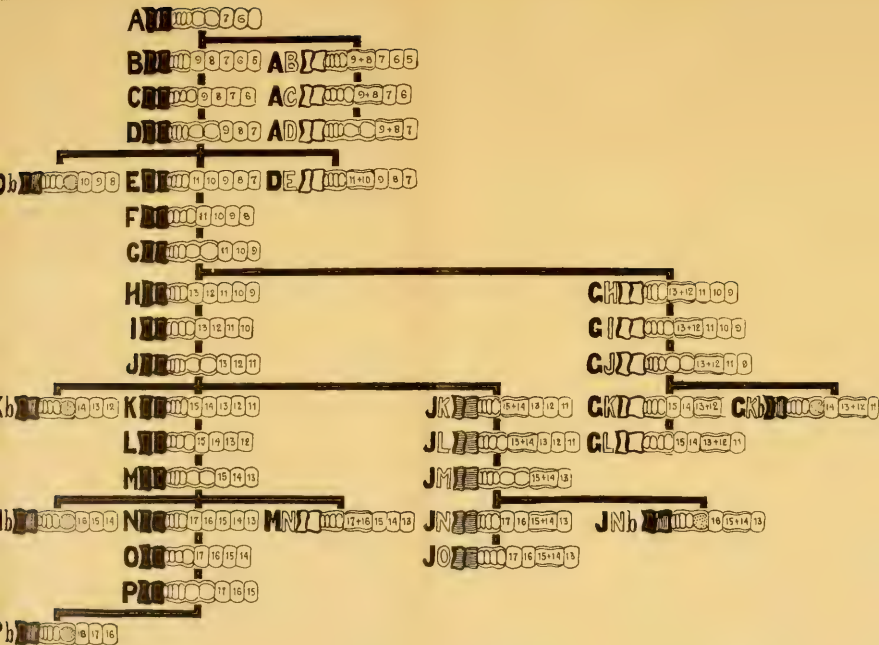 A 7 6
B 9 8 7 6 5 AB 9+8 7 6 5
C 9 8 7 6 AC 9+8 7 6
D 9 8 7 AD 9+8 7
b 10 9 8 E 11 10 9 8 7 DE 11+10 9 8 7
F 11 10 9 8
G 11 10 9
H 13 12 11 10 9 GH 13+12 11 10 9
I 13 12 11 10 GI 13+12 11 10 9
J 13 12 11 GJ 13+12 11
b 14 13 12 K 15 14 13 12 11 JK 15+14 13 12 11 GK 15 14 13+12 GKb 14 13+12 11
L 15 14 13 12 JL 15+14 13 12 11 GL 15 14 13+12 11
M 15 14 13 JM 15+14 13
b 16 15 14 N 17 16 15 14 13 MN 17+16 15 14 13 JN 17 16 15+14 13 JNb 15+14 13
O 17 16 15 14 JO 17 16 15+14 13
P 17 16 15
b 18 17 16